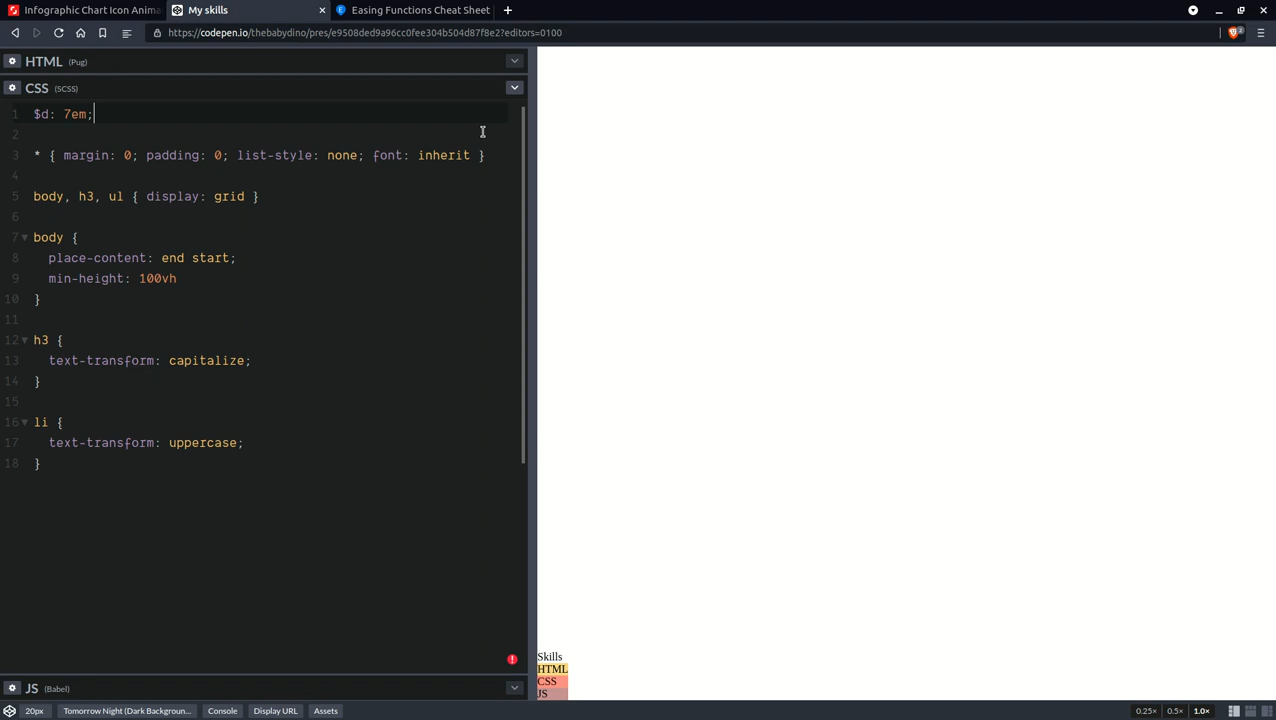 Infographic Chart Icon Anima
My skills
Easing Functions Cheat Sheet
https://codepen.io/thebabydino/pres/e9508ded9a96cc0fee304b504d87f8e2?editors=0100
2
HTML (Pug)
CSS (SCSS)
1 $d: 7em;
2
3 * { margin: 0; padding: 0; list-style: none; font: inherit }
4
5 body, h3, ul { display: grid }
6
7 body {
8 place-content: end start;
9 min-height: 100vh
10 }
11
12 h3 {
13 text-transform: capitalize;
14 }
15
16 li {
17 text-transform: uppercase;
18 }
Skills
HTML
CSS
JS
JS (Babel)
20px Tomorrow Night (Dark Backgroun... Console Display URL Assets 0.25× 0.5× 1.0×